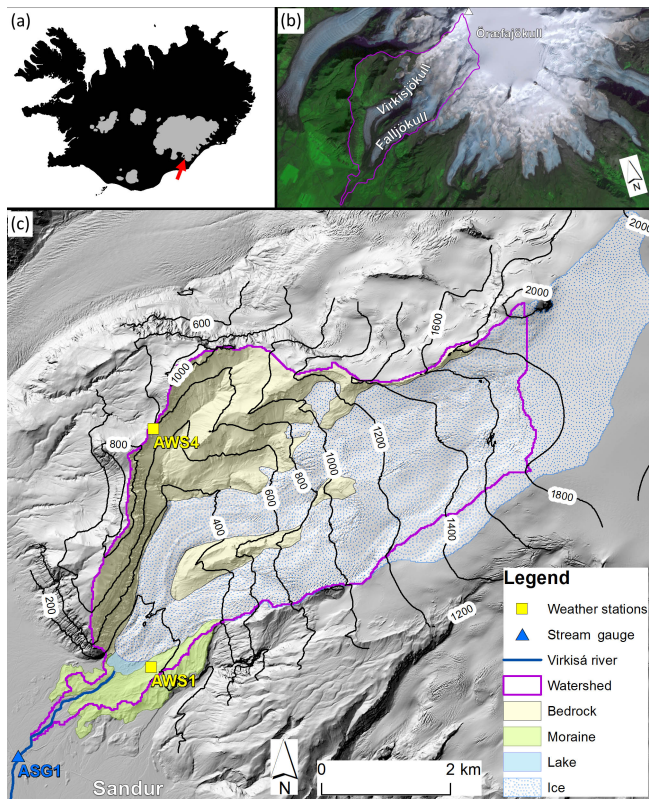 (a)
(b)
Öræfajökull
Virkisjökull
Falljökull
N
(c)
2000
2000
600
1600
1000
AWS4
800
1200
1000
800
600
400
1800
1400
200
1200
AWS1
ASG1
Sandur
N
0
2 km
Legend
Weather stations
Stream gauge
Virkisá river
Watershed
Bedrock
Moraine
Lake
Ice